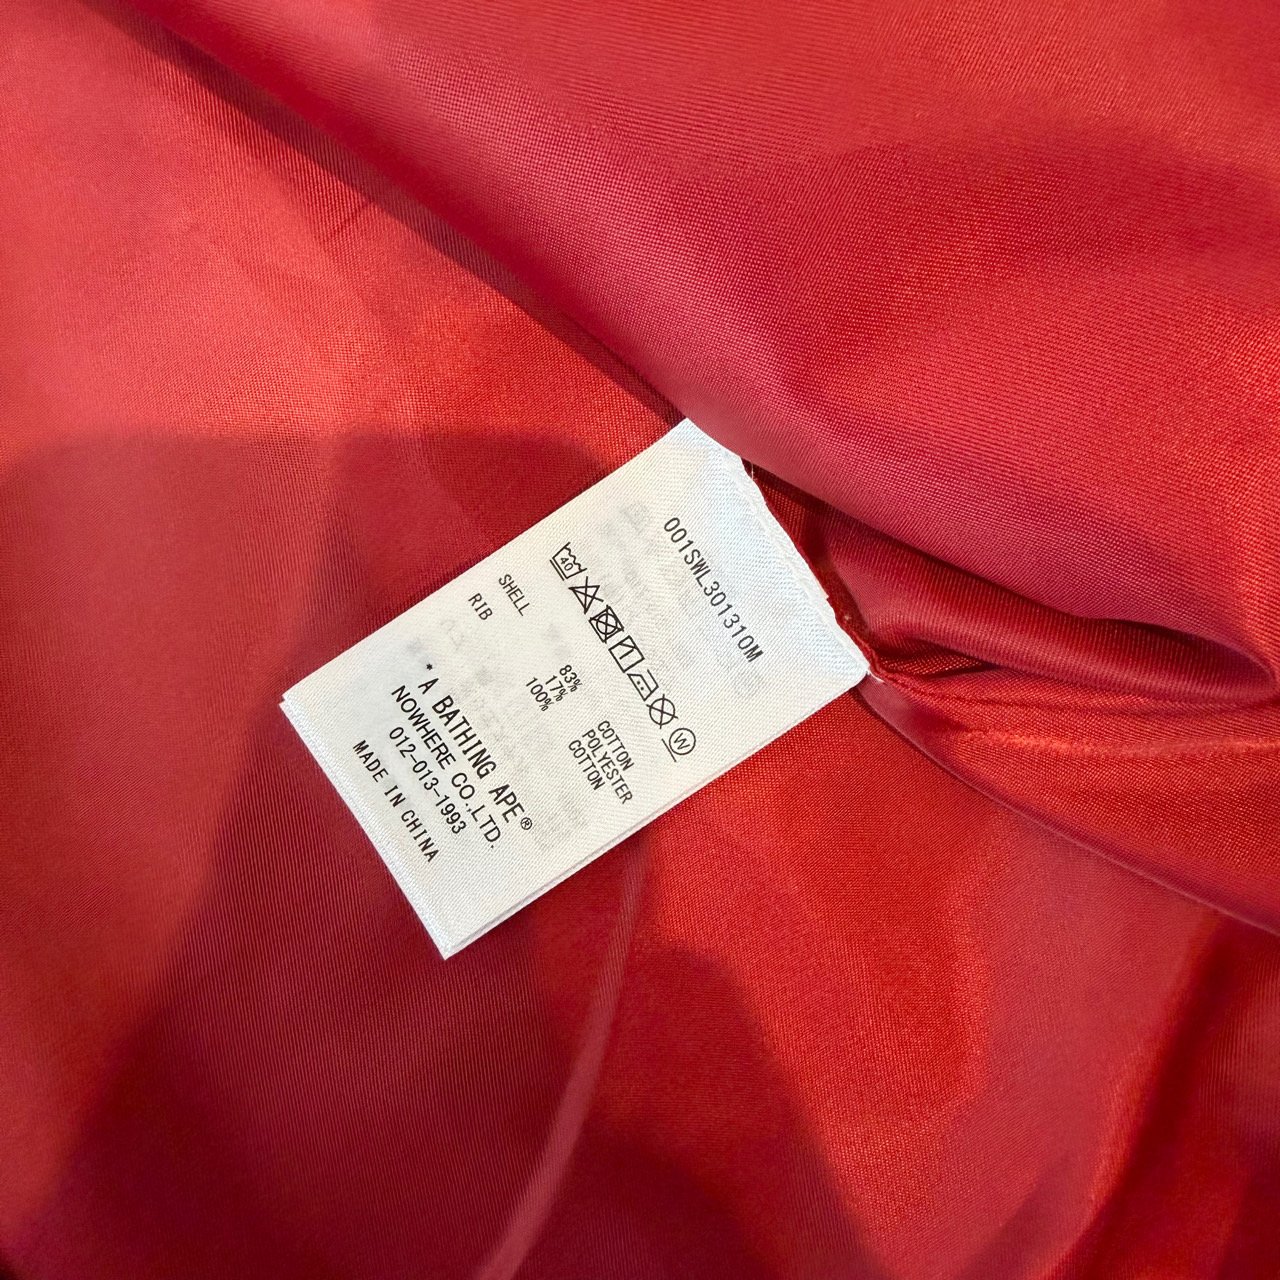 001SWL301310M
40
W
SHELL 83% COTTON
17% POLYESTER
RIB 100% COTTON
* A BATHING APE®
NOWHERE CO.,LTD.
012-013-1993
MADE IN CHINA